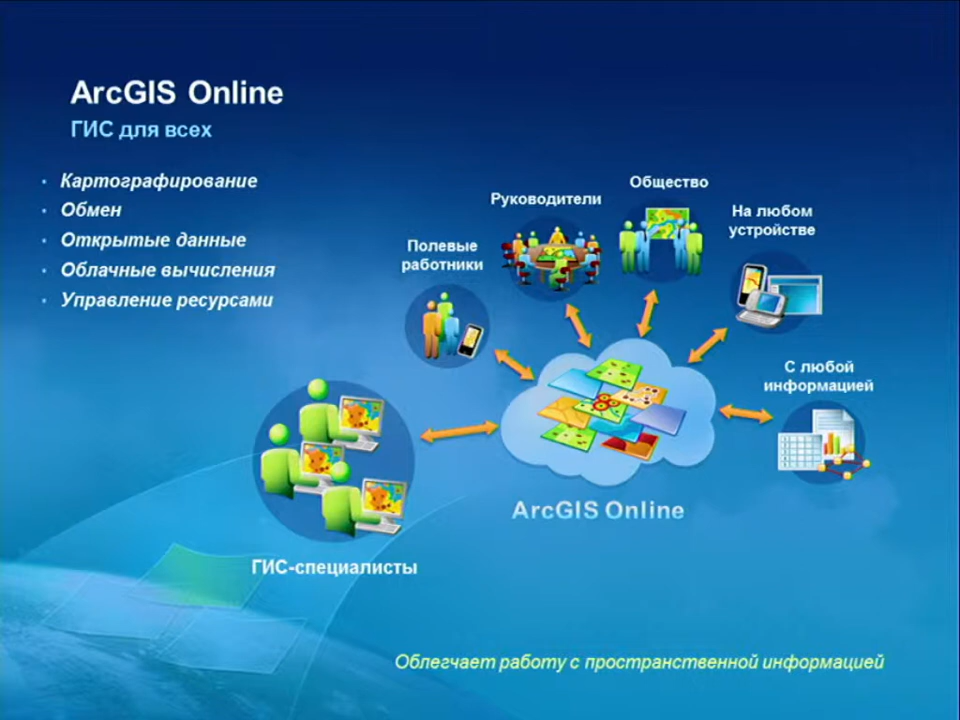 ArcGIS Online
ГИС для всех
Картографирование
Обмен
Открытые данные
Облачные вычисления
Управление ресурсами
Общество
Руководители
На любом
устройстве
Полевые
работники
С любой
информацией
ArcGIS Online
ГИС-специалисты
Облегчает работу с пространственной информацией